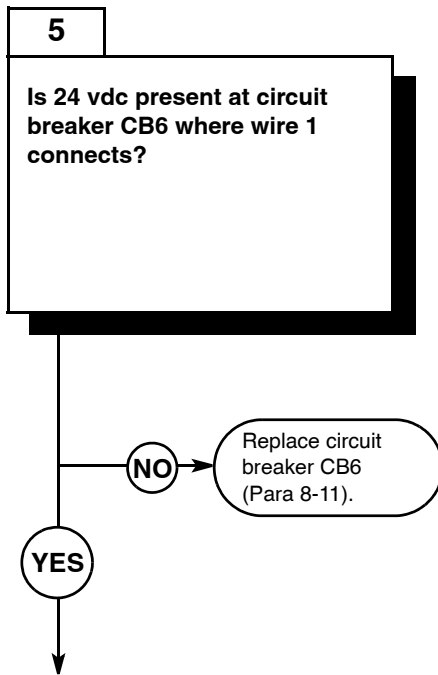 5
Is 24 vdc present at circuit
breaker CB6 where wire 1
connects?
NO
Replace circuit
breaker CB6
(Para 8-11).
YES